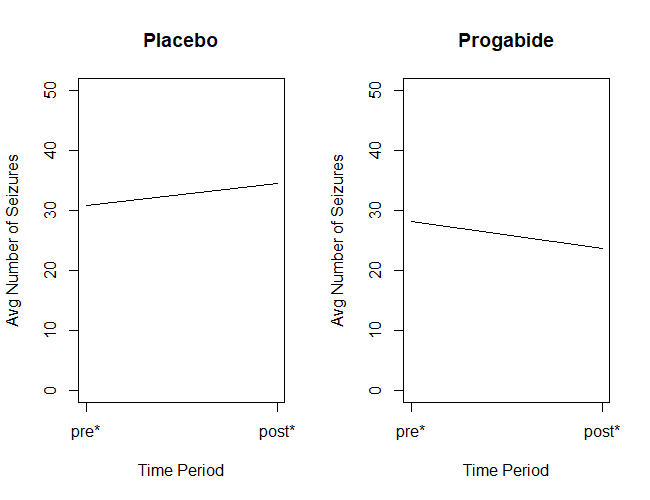 Placebo
Avg Number of Seizures
50
40
30
20
10
0
pre*
post*
Time Period
Progabide
Avg Number of Seizures
50
40
30
20
10
0
pre*
post*
Time Period